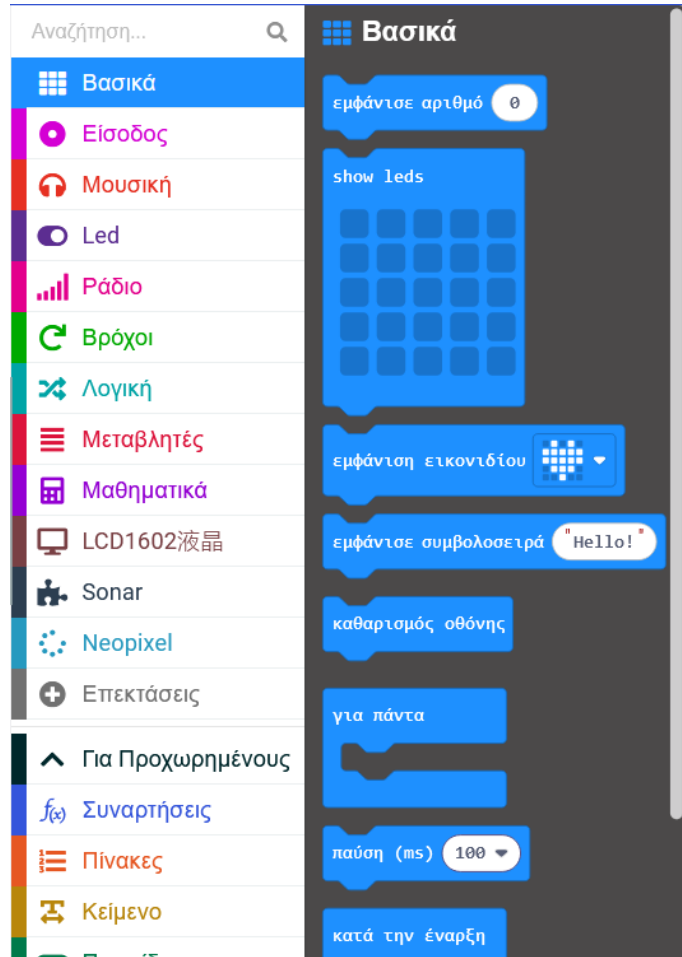 Αναζήτηση...
Βασικά
Είσοδος
Μουσική
Led
Ράδιο
Βρόχοι
Λογική
Μεταβλητές
Μαθηματικά
LCD1602液晶
Sonar
Neopixel
Επεκτάσεις
Για Προχωρημένους
f(x) Συναρτήσεις
Πίνακες
Κείμενο
Βασικά
εμφάνισε αριθμό 0
show leds
εμφάνιση εικονιδίου
εμφάνισε συμβολοσειρά "Hello!"
καθαρισμός οθόνης
για πάντα
παύση (ms) 100
κατά την έναρξη